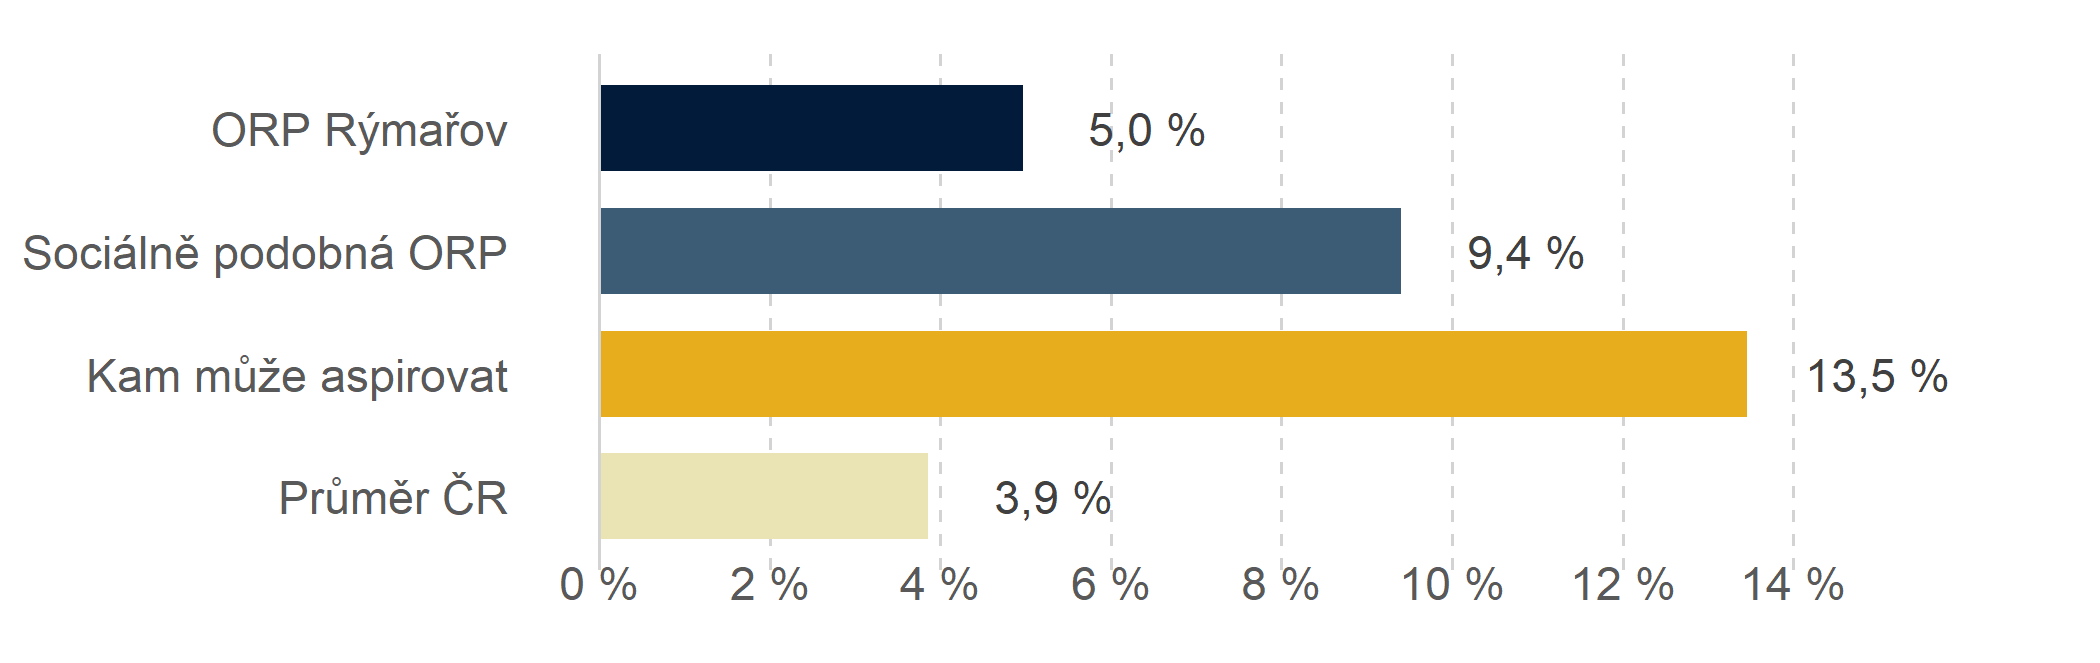 ORP Rýmařov
5,0 %
Sociálně podobná ORP
9,4 %
Kam může aspirovat
13,5 %
Průměr ČR
3,9 %
0 % 2 % 4 % 6 % 8 % 10 % 12 % 14 %